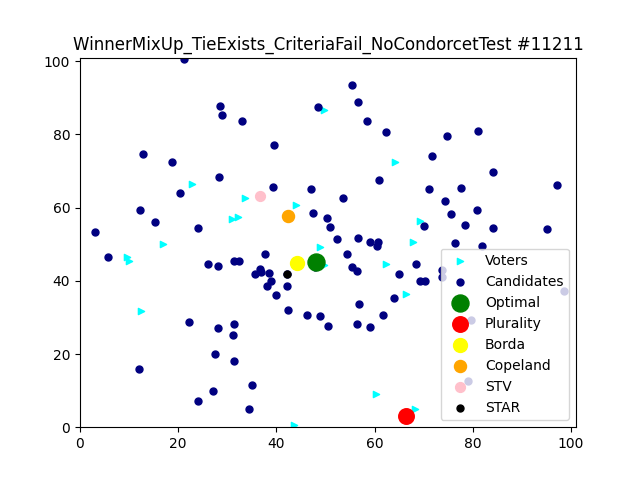 WinnerMixUp_TieExists_CriteriaFail_NoCondorcetTest #11211
100
80
60
40
20
0
0
20
40
60
80
100
Voters
Candidates
Optimal
Plurality
Borda
Copeland
STV
STAR